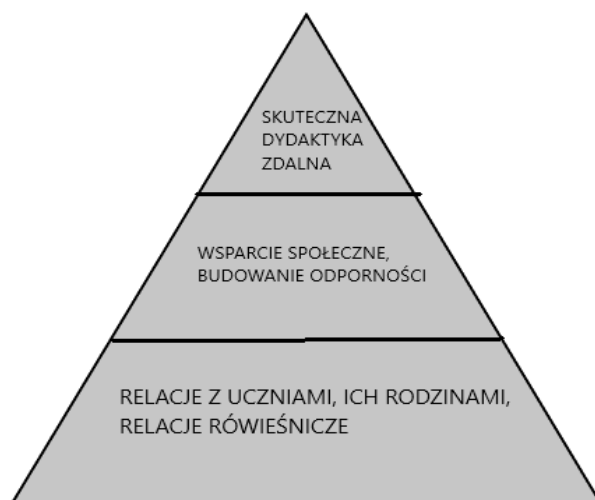 SKUTECZNA
DYDAKTYKA
ZDALNA
WSPARCIE SPOŁECZNE,
BUDOWANIE ODPORNOŚCI
RELACJE Z UCZNIAMI, ICH RODZINAMI,
RELACJE RÓWIEŚNICZE